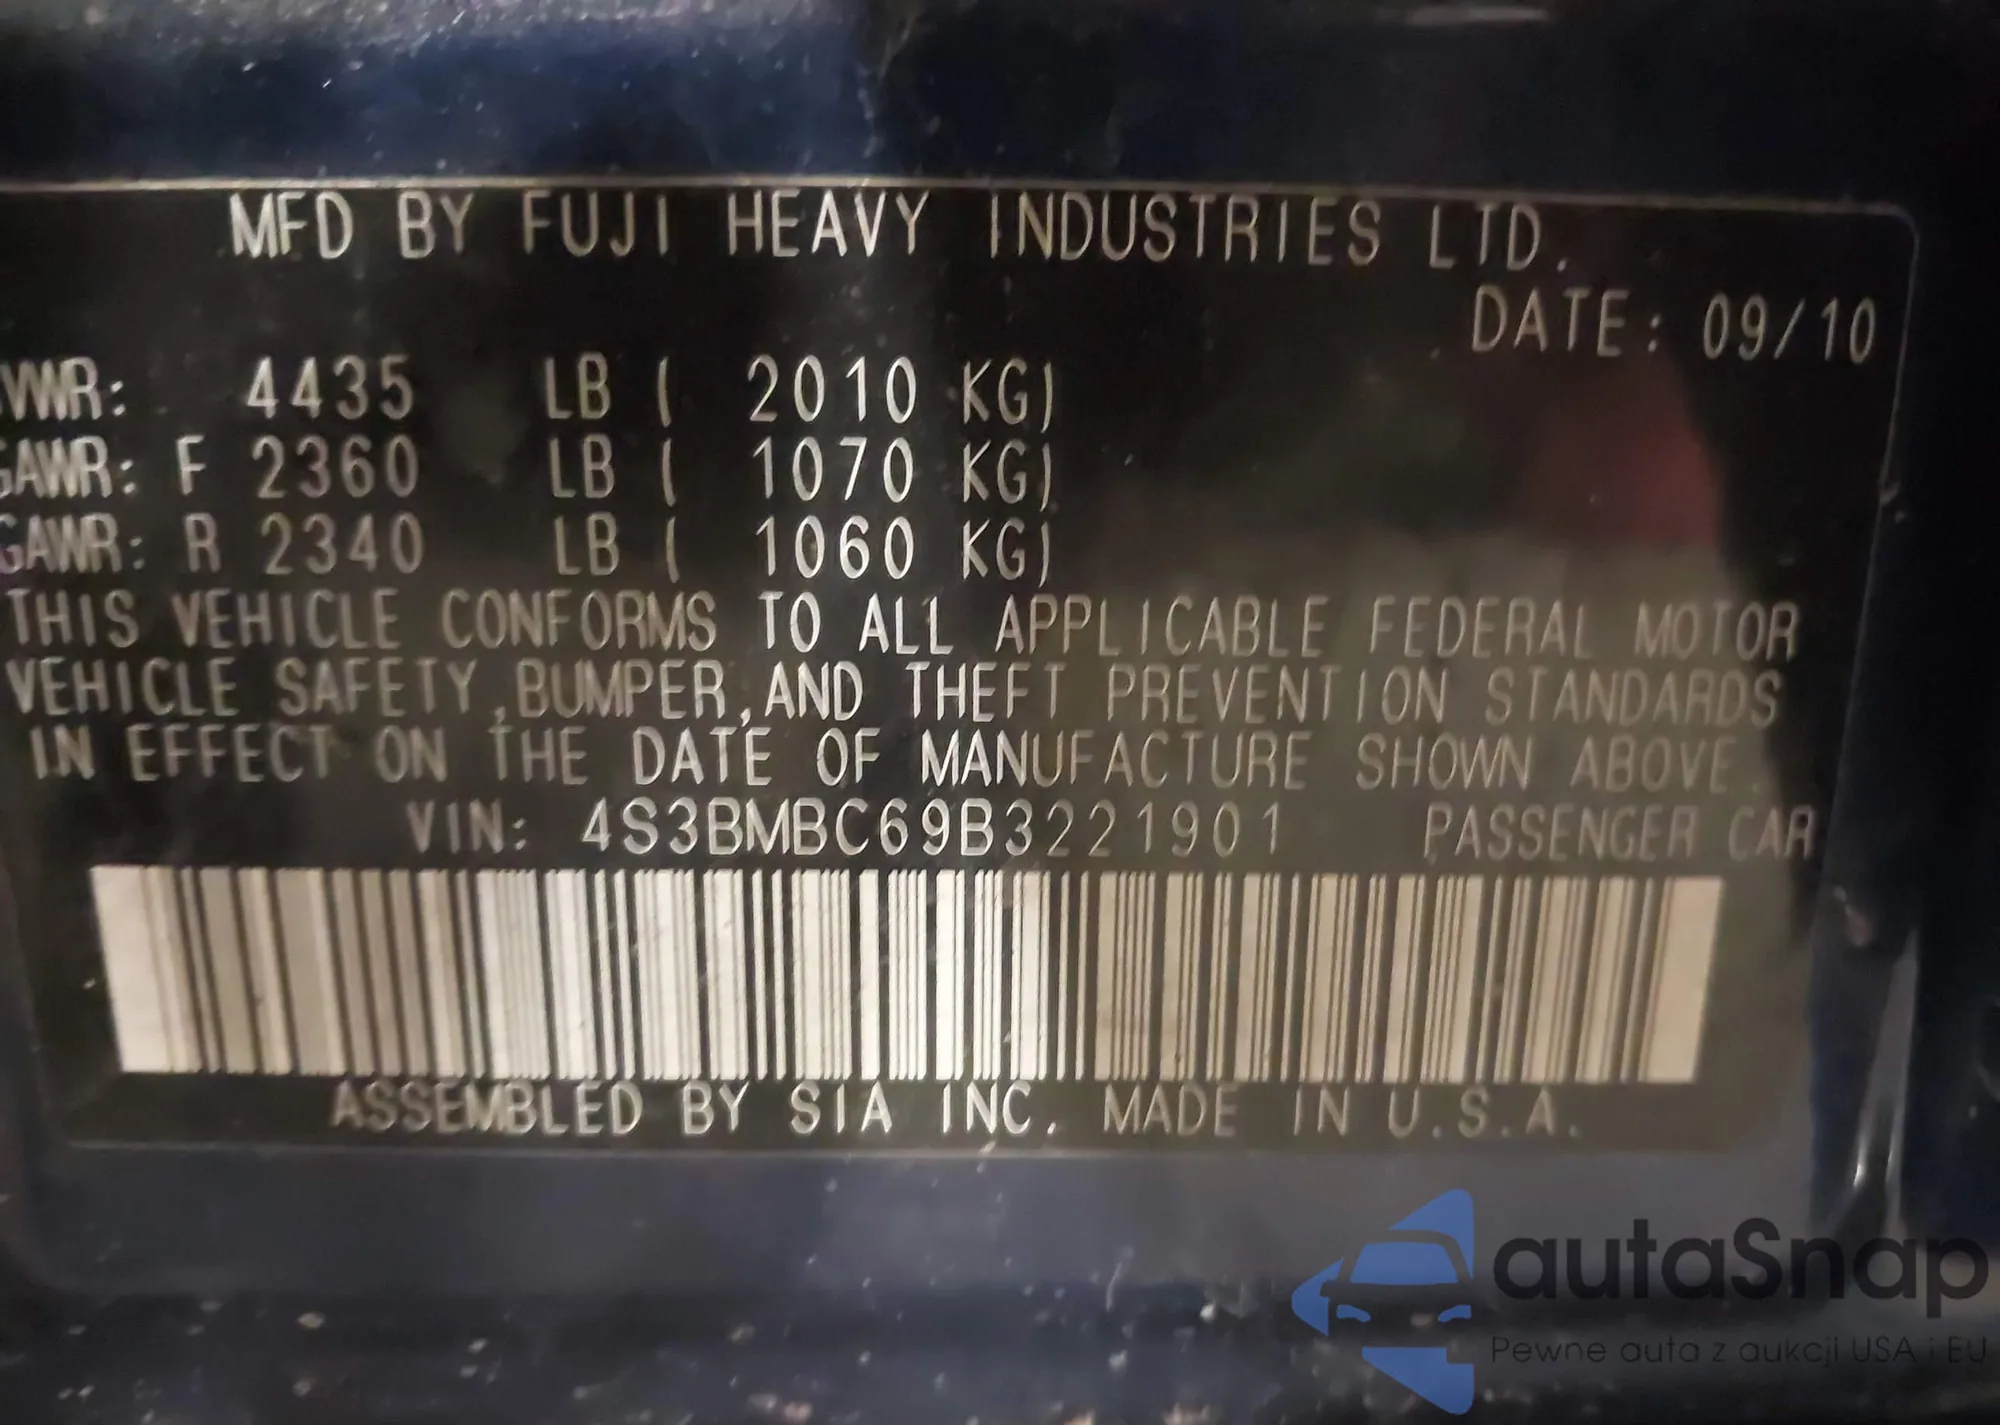 MFD BY FUJI HEAVY INDUSTRIES LTD.
DATE: 09/10
VWR: 4435 LB ( 2010 KG)
GAWR: F 2360 LB ( 1070 KG)
GAWR: R 2340 LB ( 1060 KG)
THIS VEHICLE CONFORMS TO ALL APPLICABLE FEDERAL MOTOR
VEHICLE SAFETY,BUMPER,AND THEFT PREVENTION STANDARDS
IN EFFECT ON THE DATE OF MANUFACTURE SHOWN ABOVE.
VIN: 4S3BMBC69B3221901 PASSENGER CAR
ASSEMBLED BY SIA INC. MADE IN U.S.A.
autaSnap
Pewne auta z aukcji USA i EU